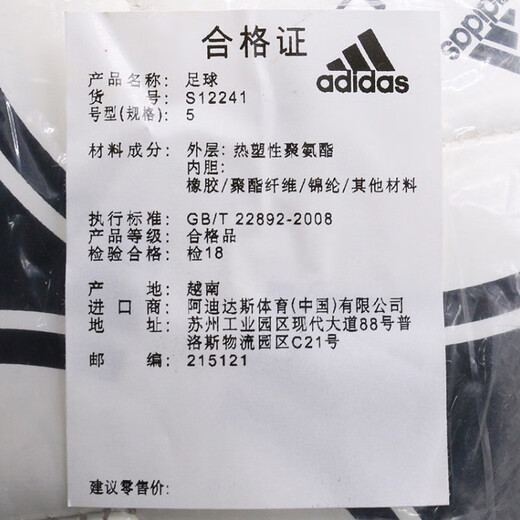 合格证
adidas
adidas
产品名称: 足球
货 号: S12241
号型(规格): 5
材料成分: 外层: 热塑性聚氨酯
内胆:
橡胶/聚酯纤维/锦纶/其他材料
执行标准: GB/T 22892-2008
产品等级: 合格品
检验合格: 检18
产 地: 越南
进 口 商: 阿迪达斯体育(中国)有限公司
地 址: 苏州工业园区现代大道88号普
洛斯物流园区C21号
邮 编: 215121
建议零售价: